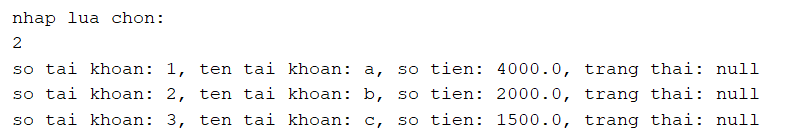 nhap lua chon:
2
so tai khoan: 1, ten tai khoan: a, so tien: 4000.0, trang thai: null
so tai khoan: 2, ten tai khoan: b, so tien: 2000.0, trang thai: null
so tai khoan: 3, ten tai khoan: c, so tien: 1500.0, trang thai: null